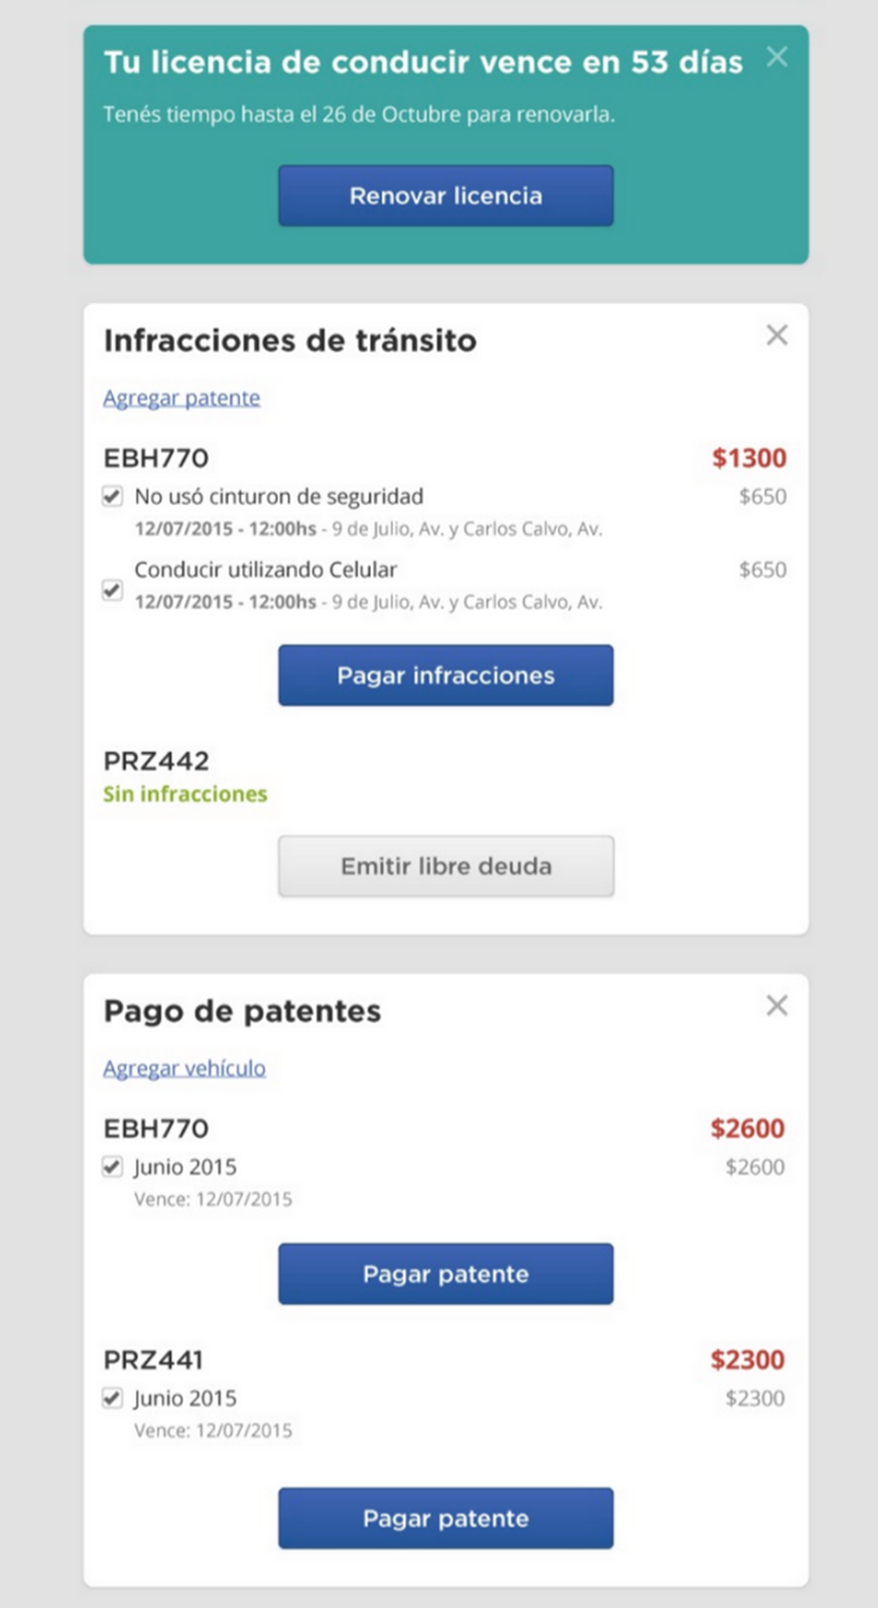 Tu licencia de conducir vence en 53 días
Tenés tiempo hasta el 26 de Octubre para renovarla.
Renovar licencia
Infracciones de tránsito
Agregar patente
EBH770 $1300
No usó cinturon de seguridad $650
12/07/2015 - 12:00hs - 9 de Julio, Av. y Carlos Calvo, Av.
Conducir utilizando Celular $650
12/07/2015 - 12:00hs - 9 de Julio, Av. y Carlos Calvo, Av.
Pagar infracciones
PRZ442
Sin infracciones
Emitir libre deuda
Pago de patentes
Agregar vehículo
EBH770 $2600
Junio 2015 $2600
Vence: 12/07/2015
Pagar patente
PRZ441 $2300
Junio 2015 $2300
Vence: 12/07/2015
Pagar patente